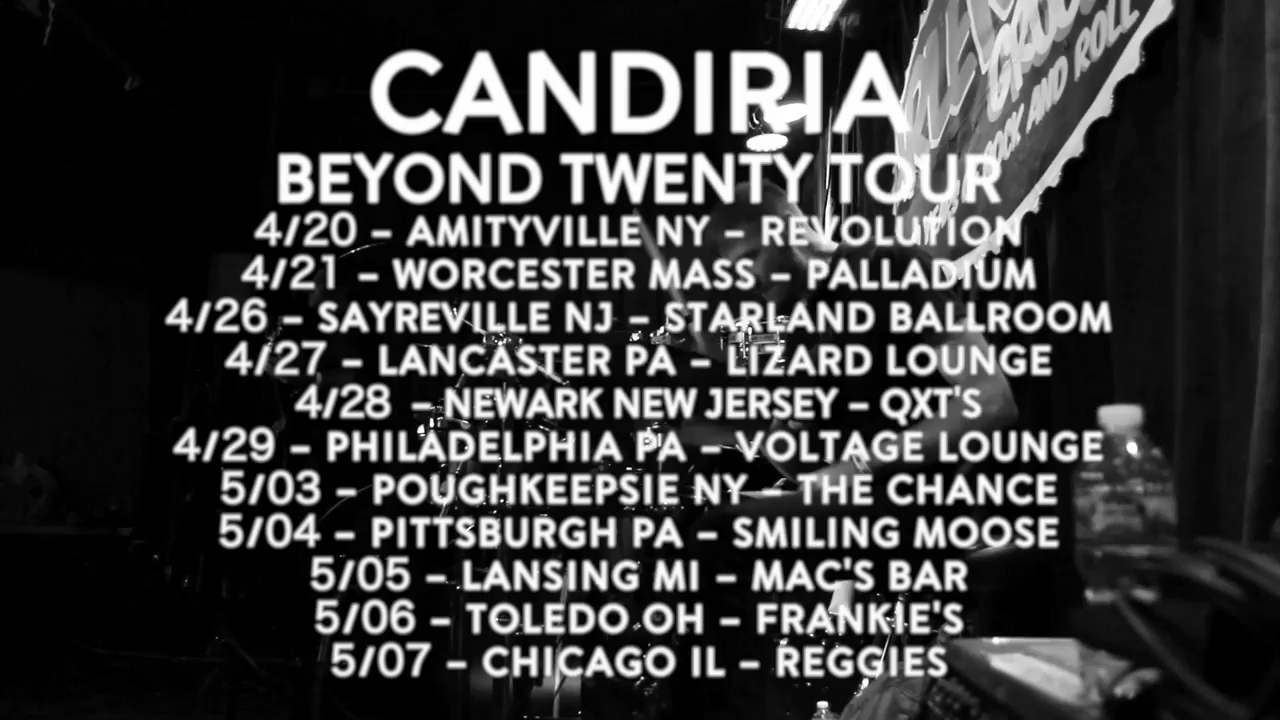 CANDIRIA
BEYOND TWENTY TOUR
4/20 – AMITYVILLE NY – REVOLUTION
4/21 – WORCESTER MASS – PALLADIUM
4/26 – SAYREVILLE NJ – STARLAND BALLROOM
4/27 – LANCASTER PA – LIZARD LOUNGE
4/28 – NEWARK NEW JERSEY – QXT'S
4/29 – PHILADELPHIA PA – VOLTAGE LOUNGE
5/03 – POUGHKEEPSIE NY – THE CHANCE
5/04 – PITTSBURGH PA – SMILING MOOSE
5/05 – LANSING MI – MAC'S BAR
5/06 – TOLEDO OH – FRANKIE'S
5/07 – CHICAGO IL – REGGIES
ROCK AND ROLL